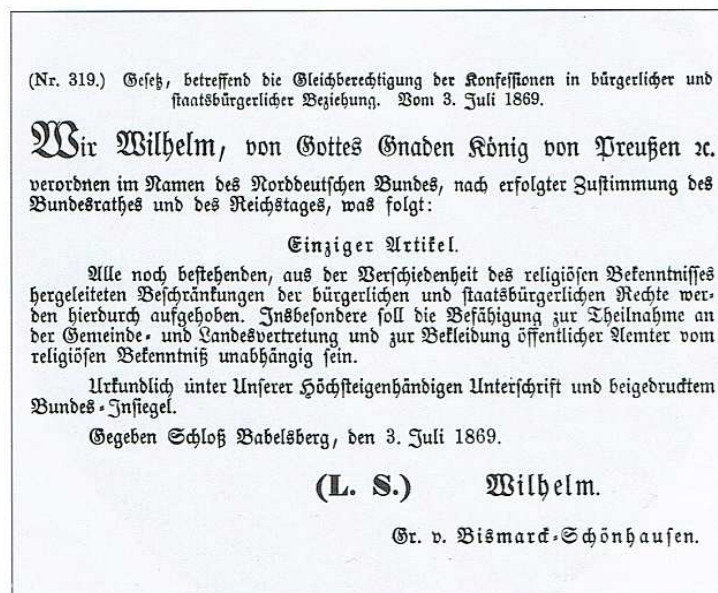 (Nr. 319.) Gesetz, betreffend die Gleichberechtigung der Konfessionen in bürgerlicher und
staatsbürgerlicher Beziehung. Vom 3. Juli 1869.
Wir Wilhelm, von Gottes Gnaden König von Preußen ꝛc.
verordnen im Namen des Norddeutschen Bundes, nach erfolgter Zustimmung des
Bundesrathes und des Reichstages, was folgt:
Einziger Artikel.
Alle noch bestehenden, aus der Verschiedenheit des religiösen Bekenntnisses
hergeleiteten Beschränkungen der bürgerlichen und staatsbürgerlichen Rechte wer-
den hierdurch aufgehoben. Insbesondere soll die Befähigung zur Theilnahme an
der Gemeinde- und Landesvertretung und zur Bekleidung öffentlicher Aemter vom
religiösen Bekenntniß unabhängig sein.
Urkundlich unter Unserer Höchsteigenhändigen Unterschrift und beigedrucktem
Bundes-Insiegel.
Gegeben Schloß Babelsberg, den 3. Juli 1869.
(L. S.) Wilhelm.
Gr. v. Bismarck-Schönhausen.